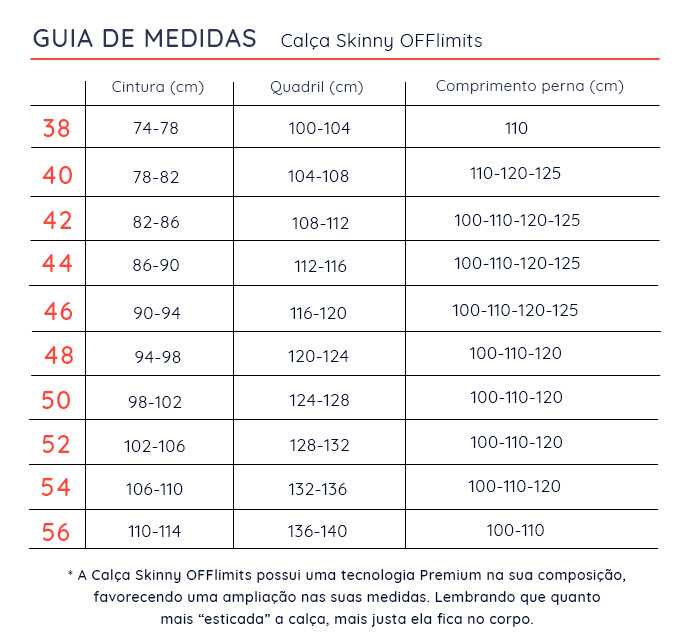 GUIA DE MEDIDAS Calça Skinny OFFlimits
Cintura (cm) Quadril (cm) Comprimento perna (cm)
38 74-78 100-104 110
40 78-82 104-108 110-120-125
42 82-86 108-112 100-110-120-125
44 86-90 112-116 100-110-120-125
46 90-94 116-120 100-110-120-125
48 94-98 120-124 100-110-120
50 98-102 124-128 100-110-120
52 102-106 128-132 100-110-120
54 106-110 132-136 100-110-120
56 110-114 136-140 100-110
* A Calça Skinny OFFlimits possui uma tecnologia Premium na sua composição,
favorecendo uma ampliação nas suas medidas. Lembrando que quanto
mais “esticada” a calça, mais justa ela fica no corpo.